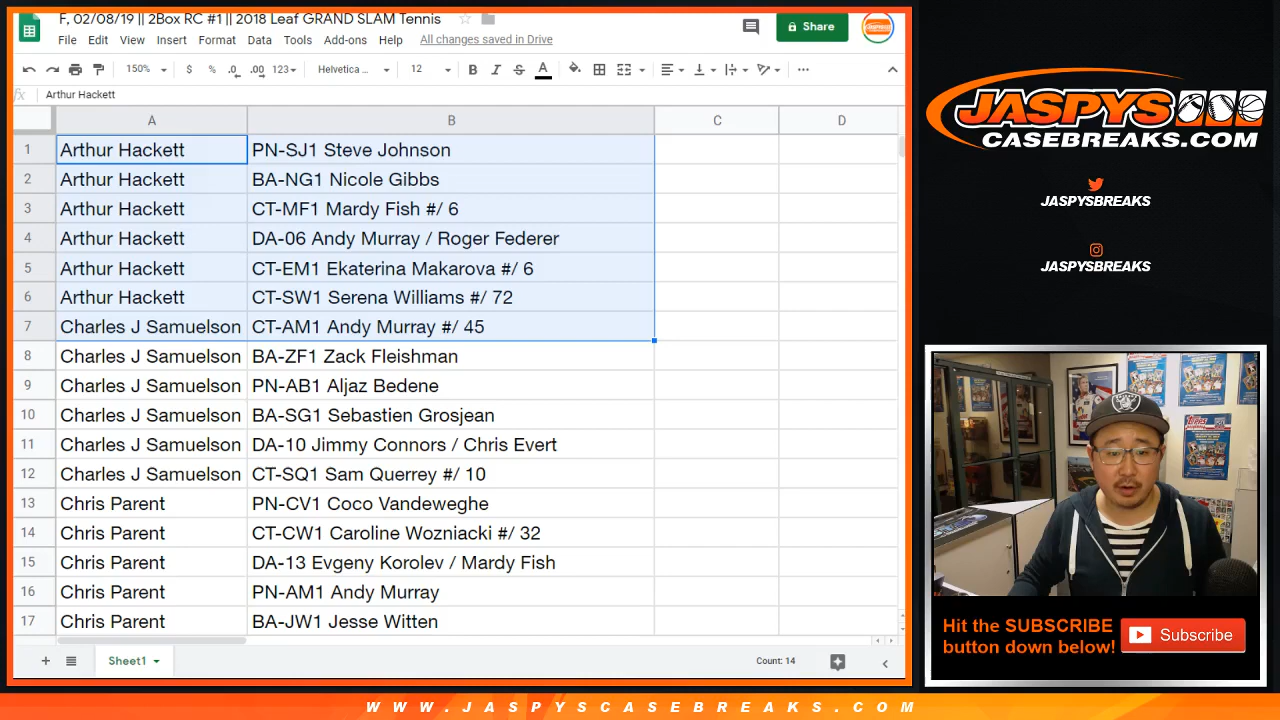 F, 02/08/19 || 2Box RC #1 || 2018 Leaf GRAND SLAM Tennis
File Edit View Insert Format Data Tools Add-ons Help All changes saved in Drive
Share
150% $ % .0 .00 123 Helvetica ... 12 B I S A
fx Arthur Hackett
A B C D
1 Arthur Hackett PN-SJ1 Steve Johnson
2 Arthur Hackett BA-NG1 Nicole Gibbs
3 Arthur Hackett CT-MF1 Mardy Fish #/ 6
4 Arthur Hackett DA-06 Andy Murray / Roger Federer
5 Arthur Hackett CT-EM1 Ekaterina Makarova #/ 6
6 Arthur Hackett CT-SW1 Serena Williams #/ 72
7 Charles J Samuelson CT-AM1 Andy Murray #/ 45
8 Charles J Samuelson BA-ZF1 Zack Fleishman
9 Charles J Samuelson PN-AB1 Aljaz Bedene
10 Charles J Samuelson BA-SG1 Sebastien Grosjean
11 Charles J Samuelson DA-10 Jimmy Connors / Chris Evert
12 Charles J Samuelson CT-SQ1 Sam Querrey #/ 10
13 Chris Parent PN-CV1 Coco Vandeweghe
14 Chris Parent CT-CW1 Caroline Wozniacki #/ 32
15 Chris Parent DA-13 Evgeny Korolev / Mardy Fish
16 Chris Parent PN-AM1 Andy Murray
17 Chris Parent BA-JW1 Jesse Witten
Sheet1
Count: 14
JASPYS
CASEBREAKS.COM
JASPYSBREAKS
JASPYSBREAKS
RAIDERS
Topps
Hit the SUBSCRIBE
button down below!
Subscribe
WWW.JASPYSCASEBREAKS.COM